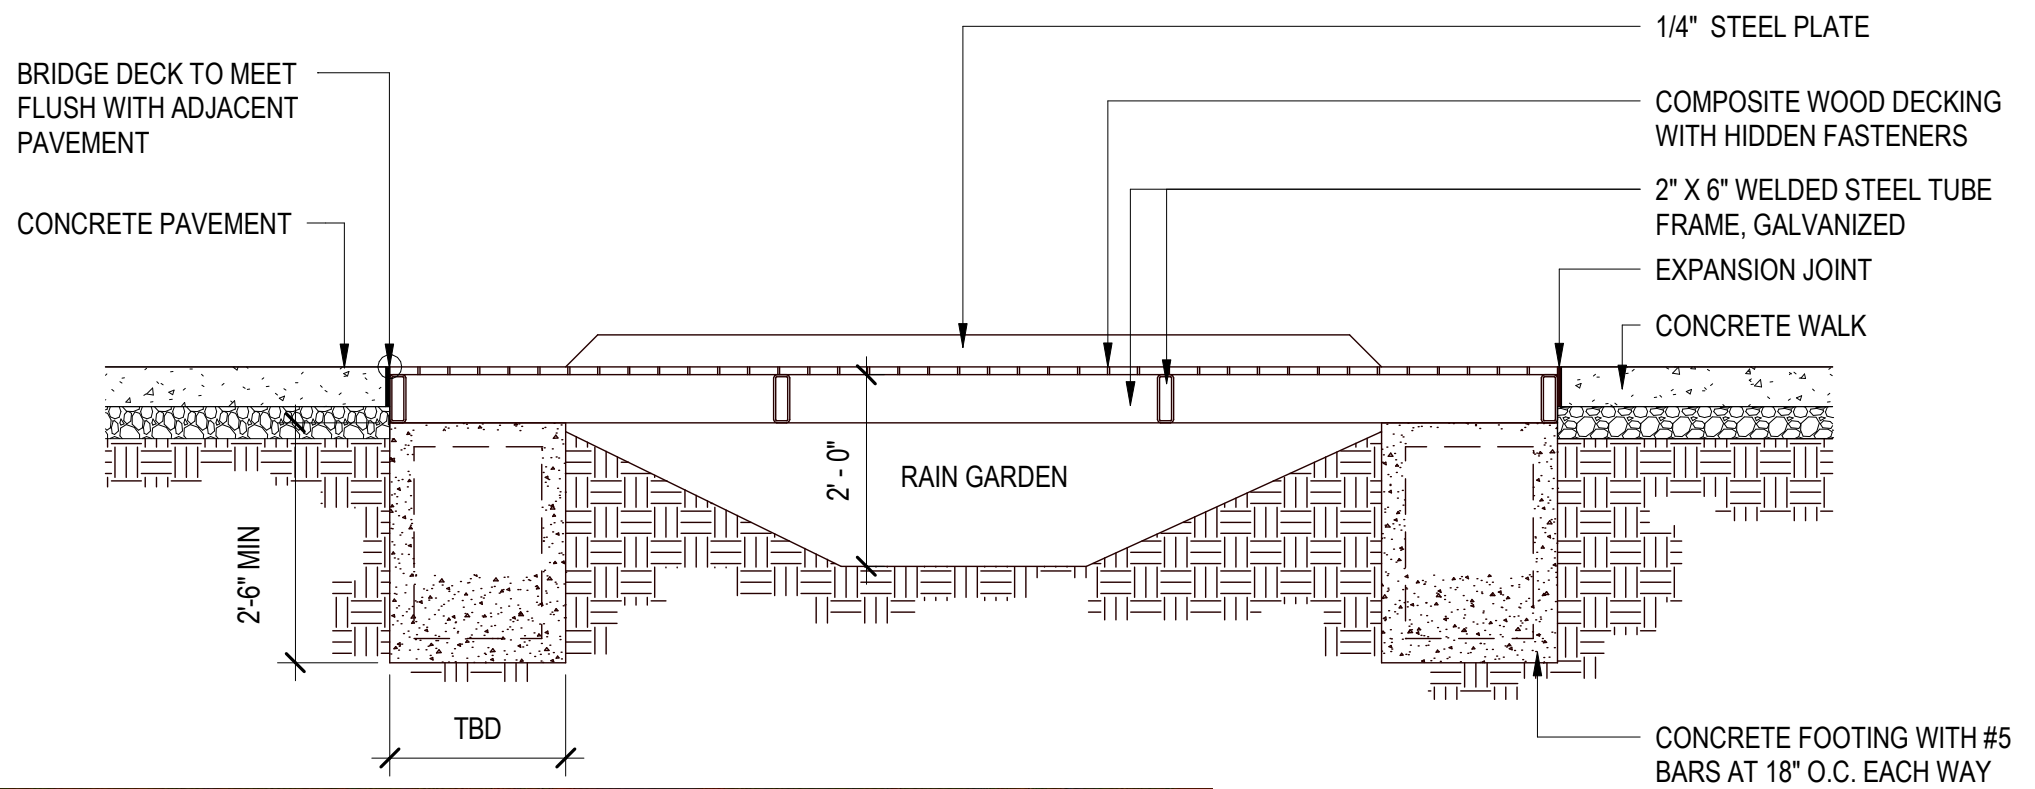 1/4" STEEL PLATE
BRIDGE DECK TO MEET
FLUSH WITH ADJACENT
PAVEMENT
COMPOSITE WOOD DECKING
WITH HIDDEN FASTENERS
2" X 6" WELDED STEEL TUBE
FRAME, GALVANIZED
CONCRETE PAVEMENT
EXPANSION JOINT
CONCRETE WALK
2' - 0"
RAIN GARDEN
2'-6" MIN
TBD
CONCRETE FOOTING WITH #5
BARS AT 18" O.C. EACH WAY